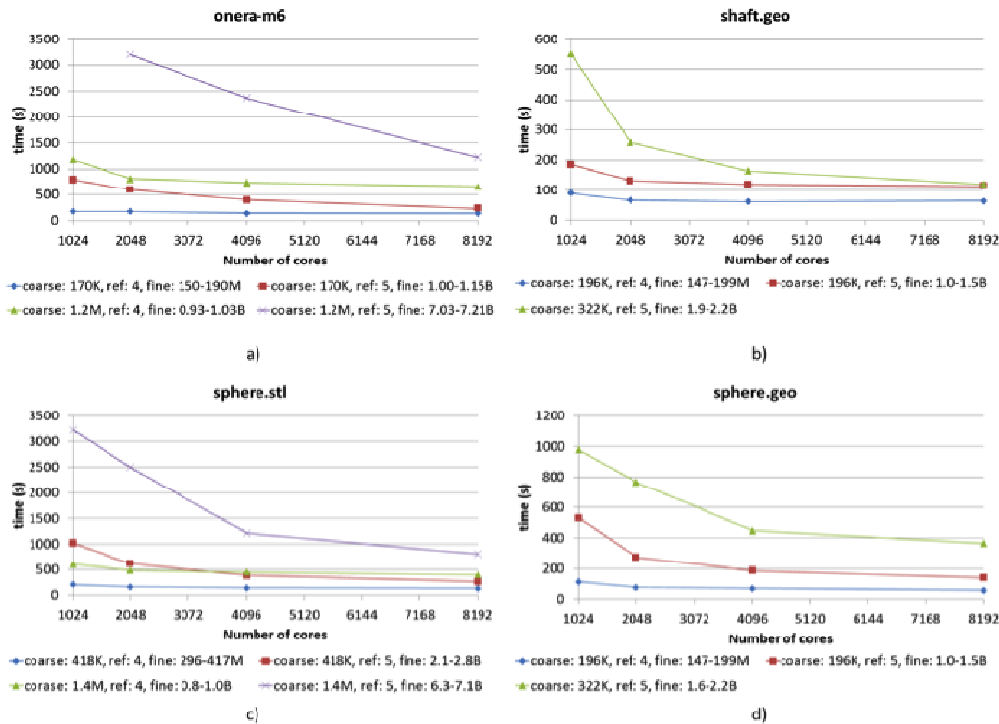 onera-m6
3500
3000
2500
2000
1500
1000
500
0
time (s)
1024 2048 3072 4096 5120 6144 7168 8192
Number of cores
coarse: 170K, ref: 4, fine: 150-190M
coarse: 170K, ref: 5, fine: 1.00-1.15B
coarse: 1.2M, ref: 4, fine: 0.93-1.03B
coarse: 1.2M, ref: 5, fine: 7.03-7.21B
a)
shaft.geo
600
500
400
300
200
100
0
time (s)
1024 2048 3072 4096 5120 6144 7168 8192
Number of cores
coarse: 196K, ref: 4, fine: 147-199M
coarse: 196K, ref: 5, fine: 1.0-1.5B
coarse: 322K, ref: 5, fine: 1.9-2.2B
b)
sphere.stl
3500
3000
2500
2000
1500
1000
500
0
time (s)
1024 2048 3072 4096 5120 6144 7168 8192
Number of cores
coarse: 418K, ref: 4, fine: 296-417M
coarse: 418K, ref: 5, fine: 2.1-2.8B
corase: 1.4M, ref: 4, fine: 0.8-1.0B
coarse: 1.4M, ref: 5, fine: 6.3-7.1B
c)
sphere.geo
1200
1000
800
600
400
200
0
time (s)
1024 2048 3072 4096 5120 6144 7168 8192
Number of cores
coarse: 196K, ref: 4, fine: 147-199M
coarse: 196K, ref: 5, fine: 1.0-1.5B
coarse: 322K, ref: 5, fine: 1.6-2.2B
d)